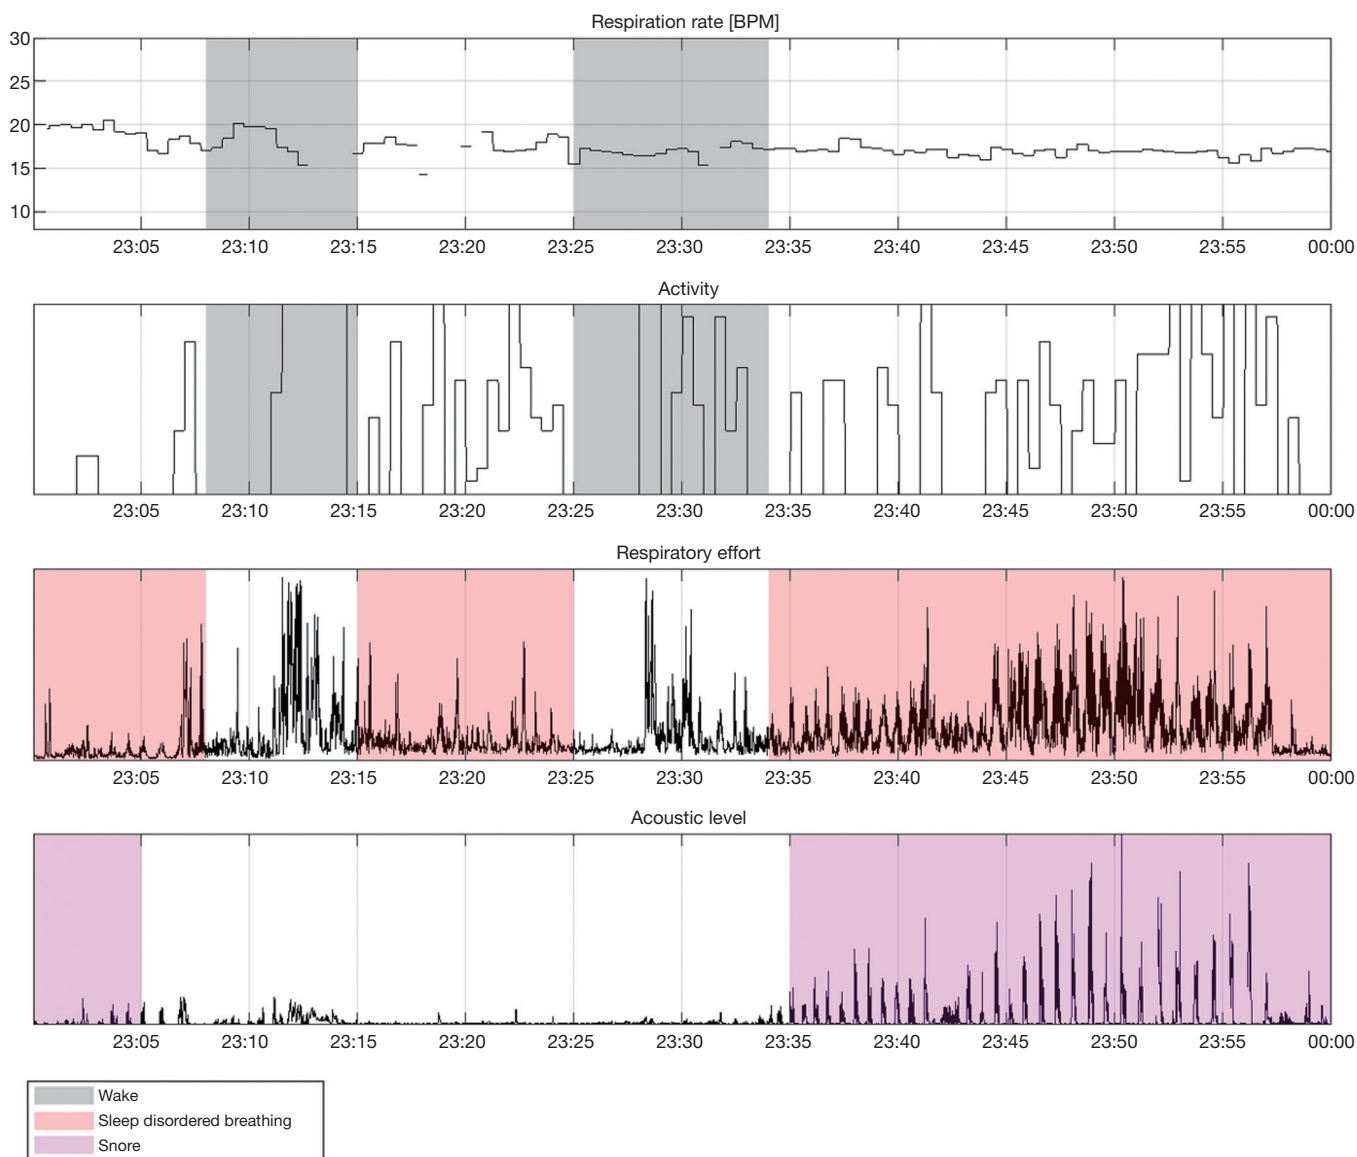 Respiration rate [BPM]
30
25
20
15
10
23:05 23:10 23:15 23:20 23:25 23:30 23:35 23:40 23:45 23:50 23:55 00:00
Activity
23:05 23:10 23:15 23:20 23:25 23:30 23:35 23:40 23:45 23:50 23:55 00:00
Respiratory effort
23:05 23:10 23:15 23:20 23:25 23:30 23:35 23:40 23:45 23:50 23:55 00:00
Acoustic level
23:05 23:10 23:15 23:20 23:25 23:30 23:35 23:40 23:45 23:50 23:55 00:00
Wake
Sleep disordered breathing
Snore